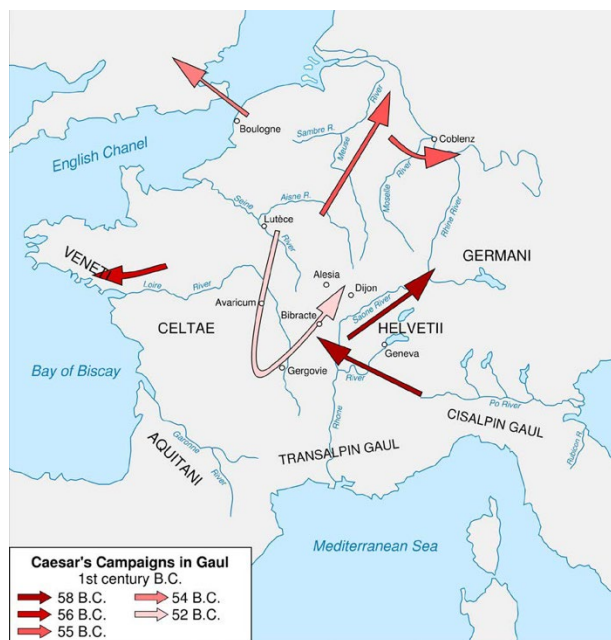 River
Boulogne
Sambre R.
Coblenz
English Chanel
Meuse
Moselle
River
Rhine River
Seine
Aisne R.
Lutèce
River
VENETI
GERMANI
Alesia
Dijon
Loire River
Avaricum
Saone River
Bibracte
CELTAE
HELVETII
Geneva
Bay of Biscay
Gergovie
River
Po River
CISALPIN GAUL
Rhone
Rubicon R.
AQUITANI
Garonne
River
TRANSALPIN GAUL
Mediterranean Sea
Caesar's Campaigns in Gaul
1st century B.C.
58 B.C.
54 B.C.
56 B.C.
52 B.C.
55 B.C.